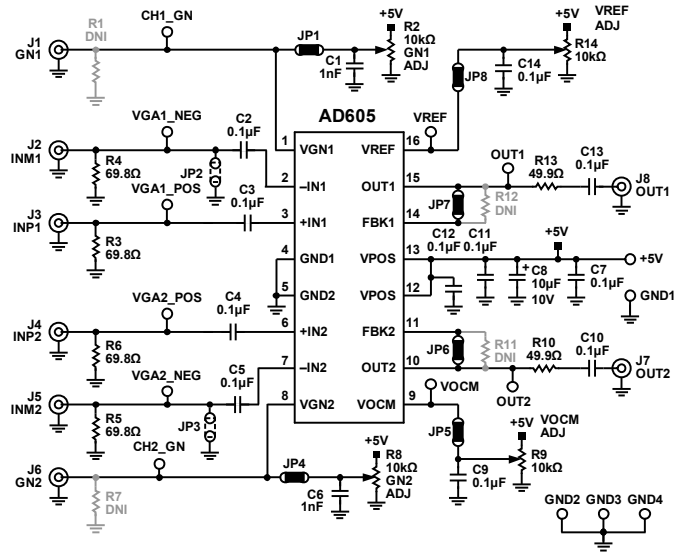 CH1_GN
J1
GN1
R1
DNI
JP1
C1
1nF
+5V
R2
10kΩ
GN1
ADJ
+5V
VREF
ADJ
R14
10kΩ
JP8
C14
0.1µF
AD605
VREF
VGA1_NEG
C2
0.1µF
J2
INM1
R4
69.8Ω
JP2
1
VGN1
VREF
16
2
–IN1
OUT1
15
OUT1
R13
49.9Ω
C13
0.1µF
J8
OUT1
VGA1_POS
C3
0.1µF
J3
INP1
R3
69.8Ω
3
+IN1
FBK1
14
JP7
R12
DNI
4
GND1
VPOS
13
C12
0.1µF
C11
0.1µF
+5V
+5V
C8
10µF
10V
C7
0.1µF
GND1
5
GND2
VPOS
12
VGA2_POS
C4
0.1µF
J4
INP2
R6
69.8Ω
6
+IN2
FBK2
11
JP6
R11
DNI
R10
49.9Ω
C10
0.1µF
J7
OUT2
7
–IN2
OUT2
10
OUT2
VGA2_NEG
C5
0.1µF
J5
INM2
R5
69.8Ω
JP3
8
VGN2
VOCM
9
VOCM
JP5
+5V
VOCM
ADJ
R9
10kΩ
C9
0.1µF
CH2_GN
J6
GN2
R7
DNI
JP4
C6
1nF
+5V
R8
10kΩ
GN2
ADJ
GND2 GND3 GND4